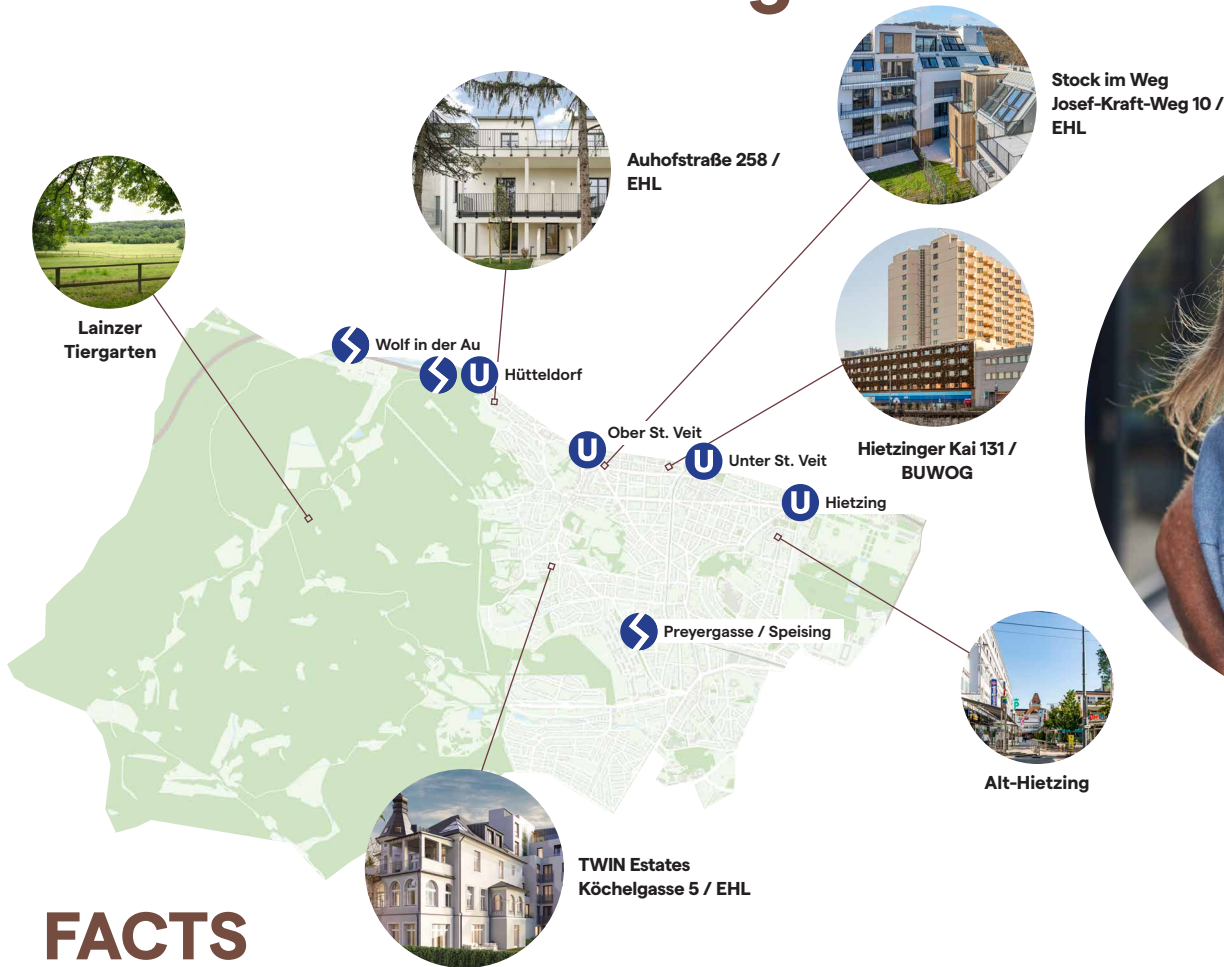 g
Stock im Weg
Josef-Kraft-Weg 10 /
EHL
Auhofstraße 258 /
EHL
Lainzer
Tiergarten
Wolf in der Au
U
Hütteldorf
U
Ober St. Veit
U
Unter St. Veit
Hietzinger Kai 131 /
BUWOG
U
Hietzing
Preyergasse / Speising
Alt-Hietzing
TWIN Estates
Köchelgasse 5 / EHL
FACTS